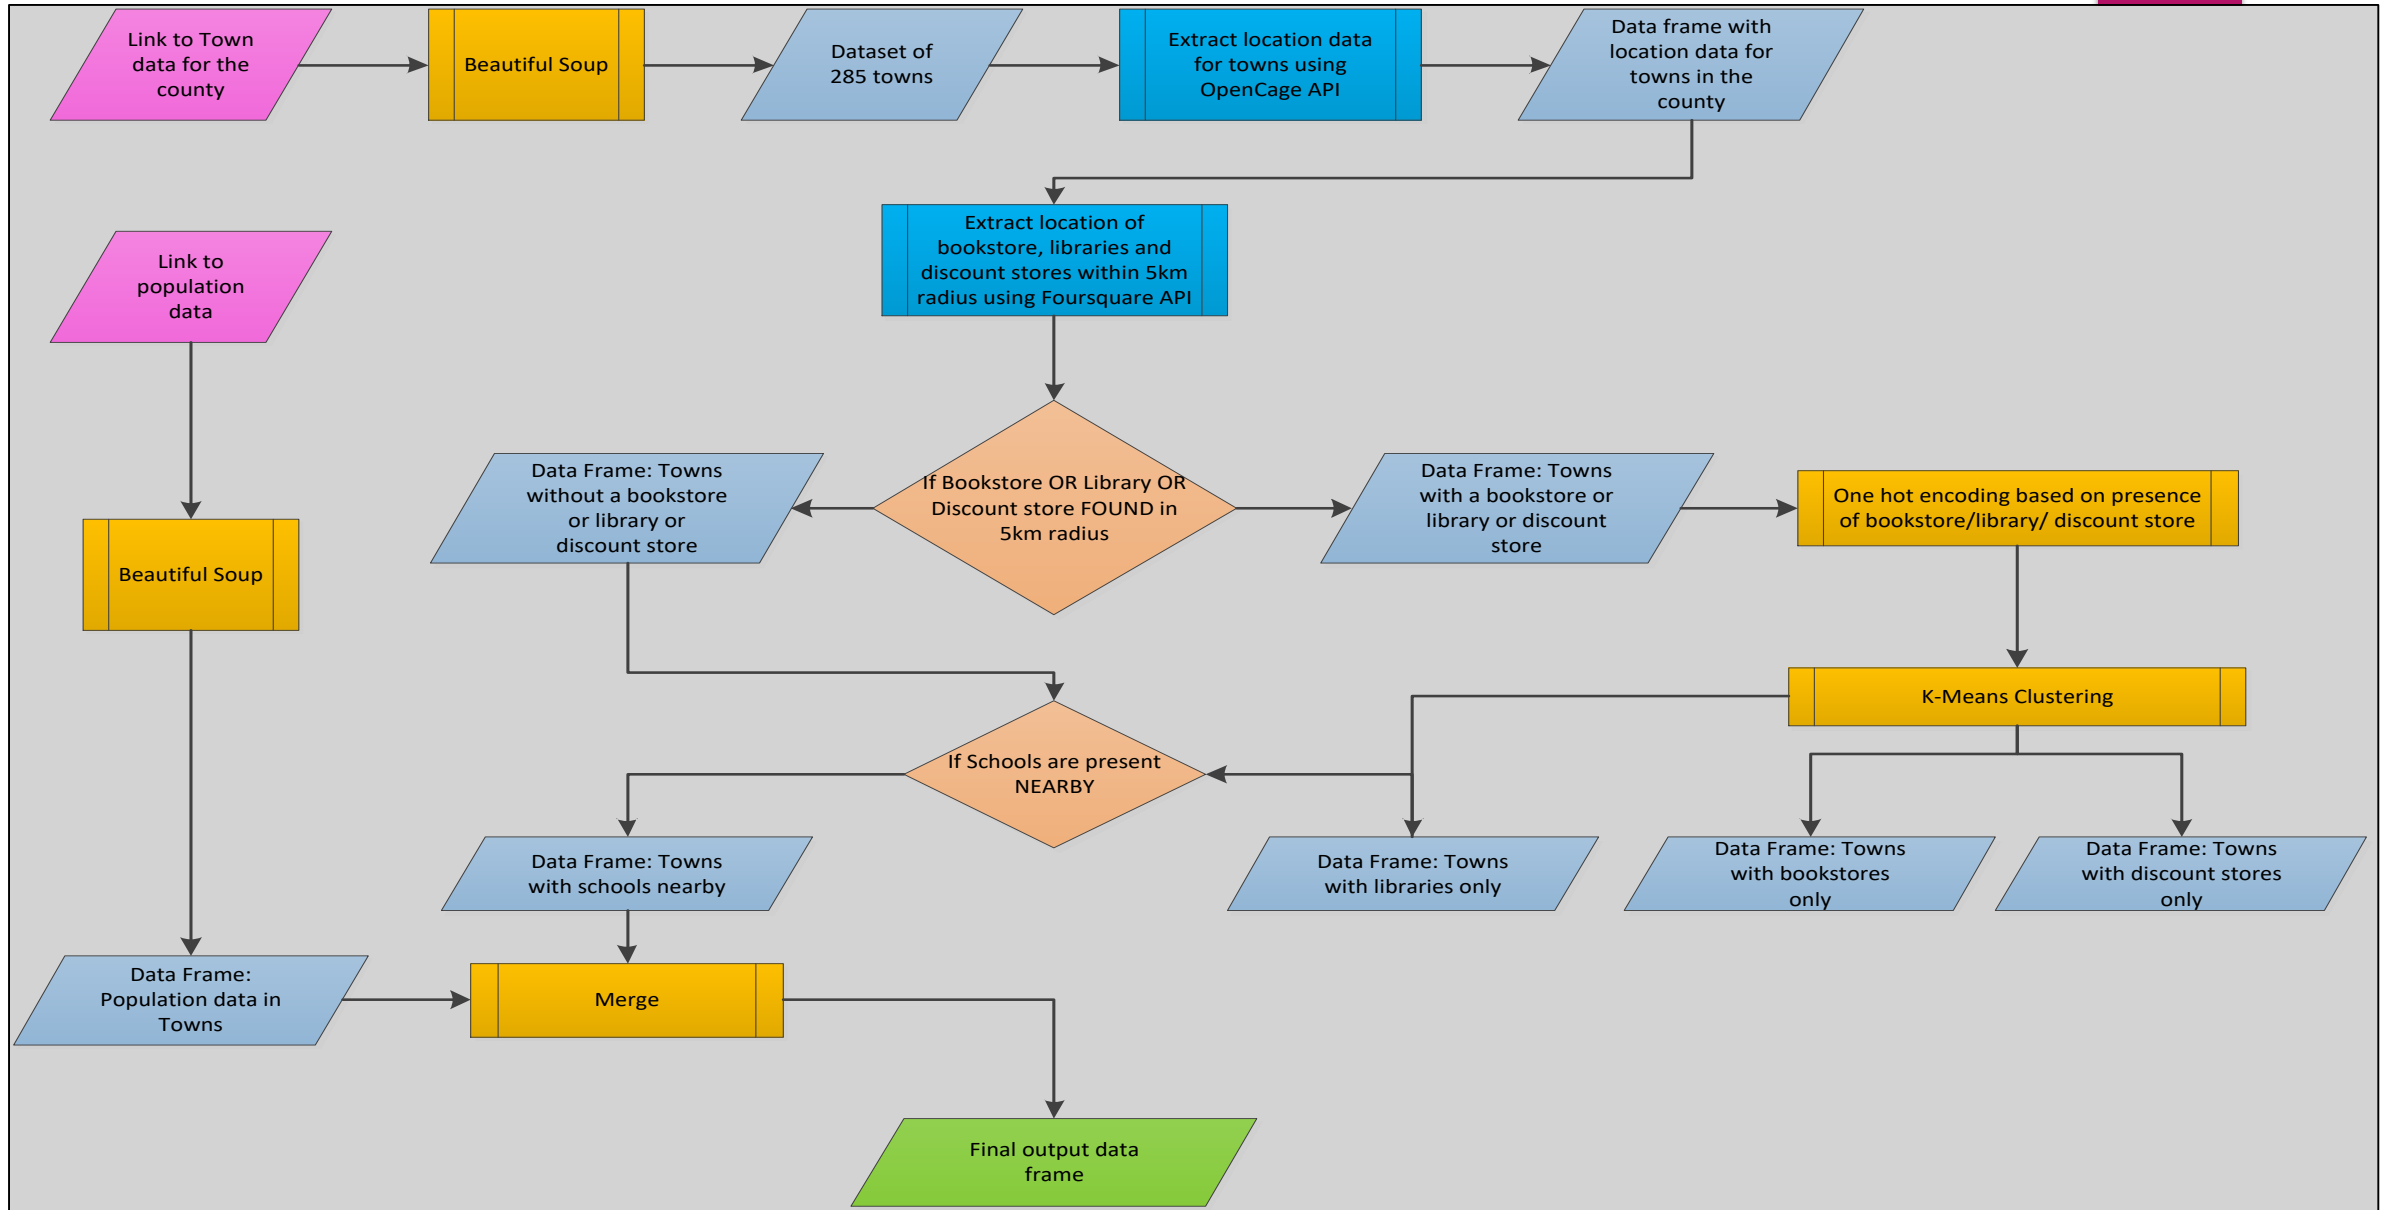 Link to Town
data for the
county
Beautiful Soup
Dataset of
285 towns
Extract location data
for towns using
OpenCage API
Data frame with
location data for
towns in the
county
Extract location of
bookstore, libraries and
discount stores within 5km
radius using Foursquare API
Link to
population
data
If Bookstore OR Library OR
Discount store FOUND in
5km radius
Data Frame: Towns
without a bookstore
or library or
discount store
Data Frame: Towns
with a bookstore or
library or discount
store
One hot encoding based on presence
of bookstore/library/ discount store
Beautiful Soup
K-Means Clustering
If Schools are present
NEARBY
Data Frame: Towns
with schools nearby
Data Frame: Towns
with libraries only
Data Frame: Towns
with bookstores
only
Data Frame: Towns
with discount stores
only
Data Frame:
Population data in
Towns
Merge
Final output data
frame